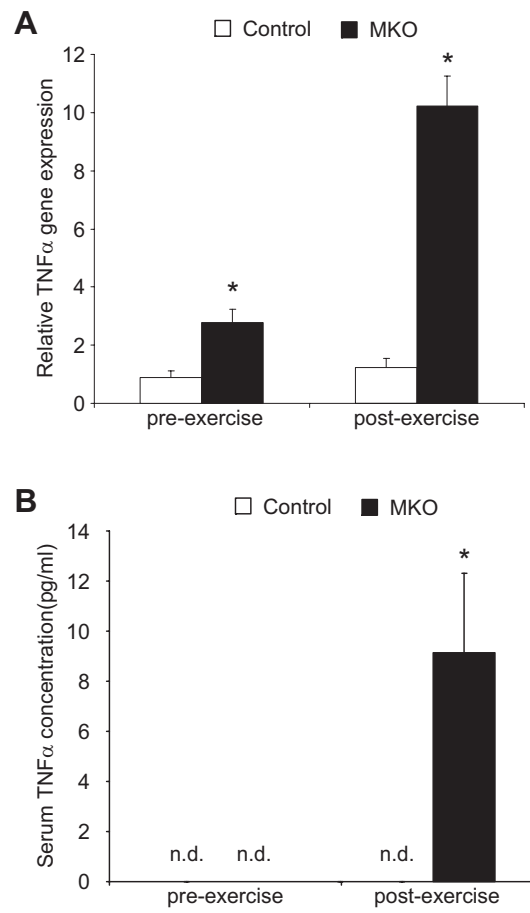 A
Control MKO
Relative TNFα gene expression
12
10
8
6
4
2
0
*
*
pre-exercise post-exercise
B
Control MKO
Serum TNFα concentration(pg/ml)
14
12
10
8
6
4
2
0
*
n.d. n.d. n.d.
pre-exercise post-exercise